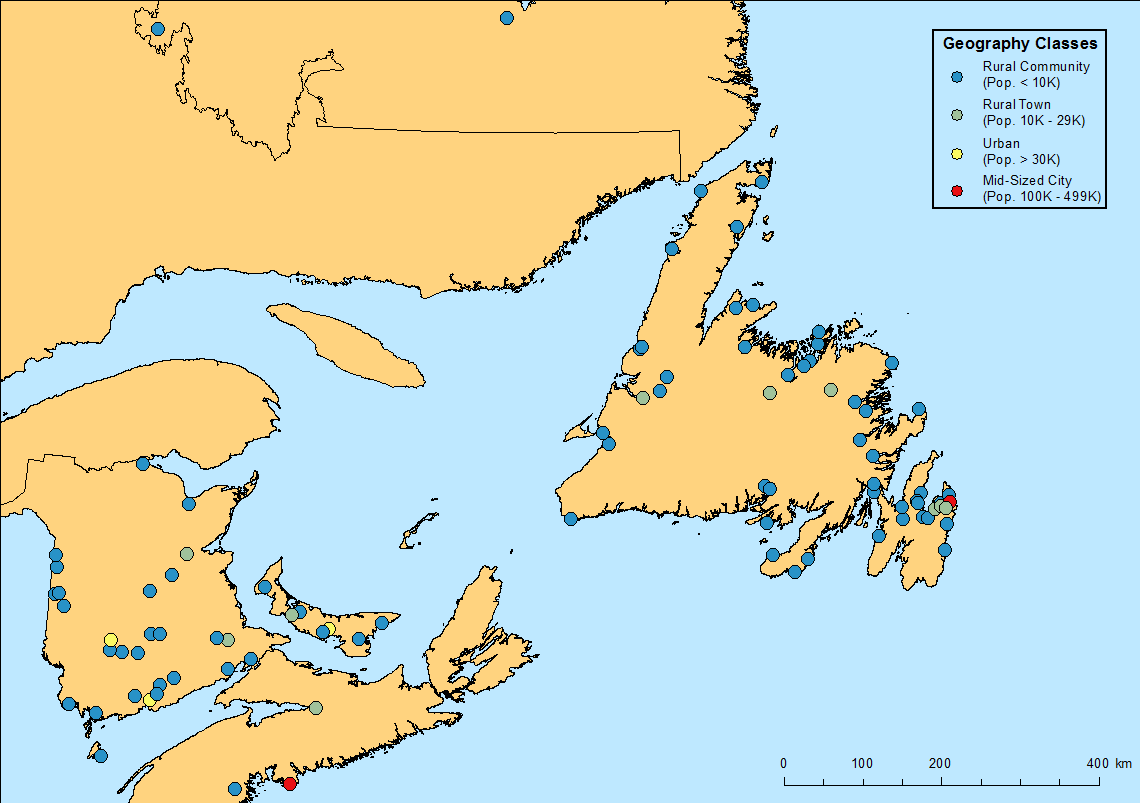 Geography Classes
Rural Community
(Pop. < 10K)
Rural Town
(Pop. 10K - 29K)
Urban
(Pop. > 30K)
Mid-Sized City
(Pop. 100K - 499K)
0 100 200 400 km